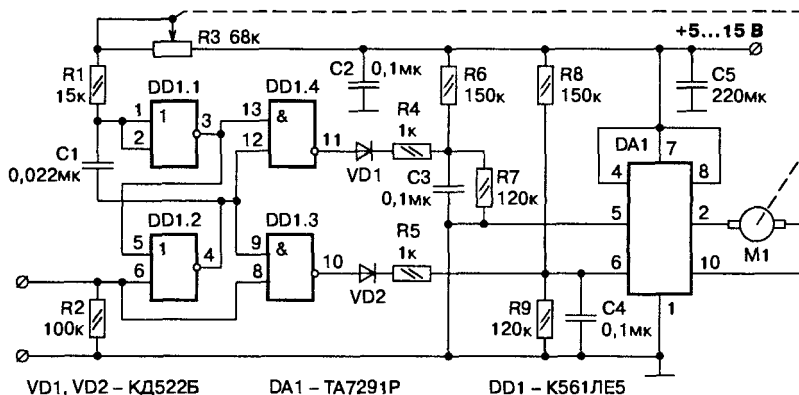 R3 68к
+5...15 В
R1
15к
C2
0,1мк
R6
150к
R8
150к
C5
220мк
DD1.1
DD1.4
1
2
1
3
13
12
&
11
R4
1к
VD1
DA1
7
4
8
C1
0,022мк
C3
0,1мк
R7
120к
DD1.2
DD1.3
5
6
1
4
9
8
&
10
R5
1к
VD2
5
2
6
10
M1
R2
100к
R9
120к
C4
0,1мк
1
VD1, VD2 – КД522Б
DA1 – TA7291P
DD1 – К561ЛЕ5